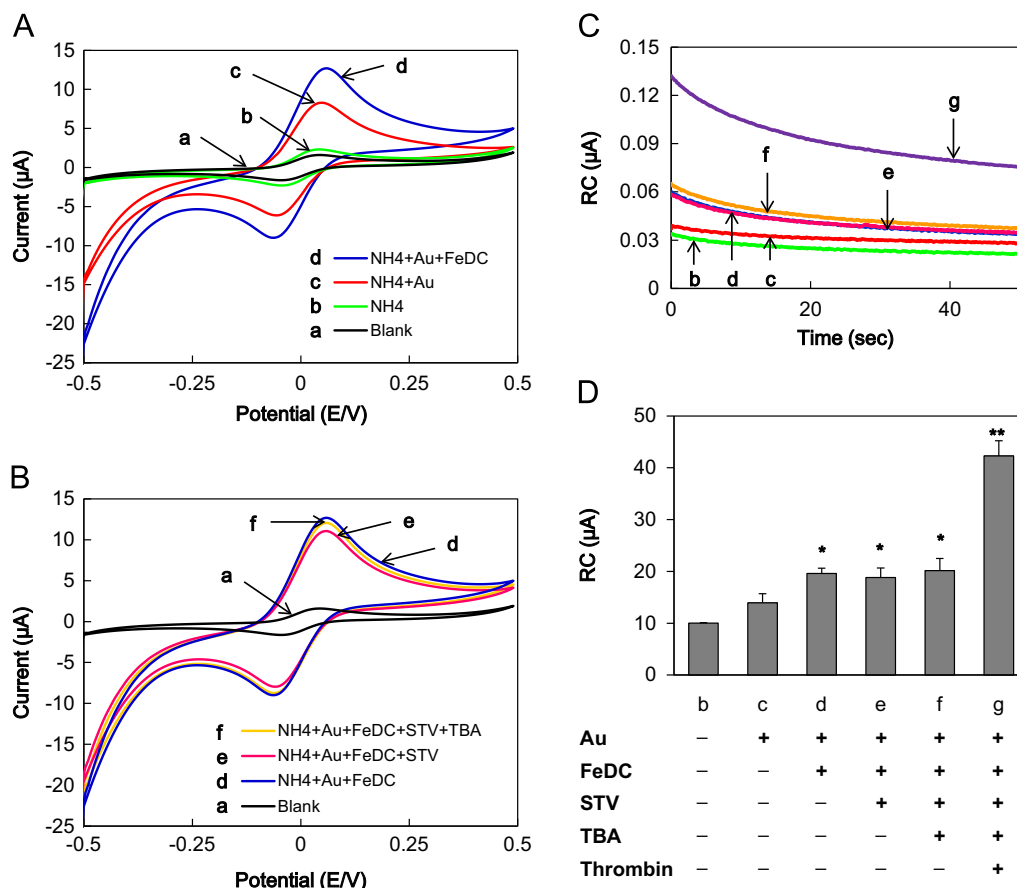 A
15
10
5
0
-5
-10
-15
-20
-25
Current (µA)
a
b
c
d
d NH4+Au+FeDC
c NH4+Au
b NH4
a Blank
-0.5
-0.25
0
0.25
0.5
Potential (E/V)
B
15
10
5
0
-5
-10
-15
-20
-25
Current (µA)
f
e
d
a
f NH4+Au+FeDC+STV+TBA
e NH4+Au+FeDC+STV
d NH4+Au+FeDC
a Blank
-0.5
-0.25
0
0.25
0.5
Potential (E/V)
C
0.15
0.12
0.09
0.06
0.03
0
RC (µA)
g
f
e
b
d
c
0
20
40
Time (sec)
D
50
40
30
20
10
0
RC (µA)
*
*
*
**
b c d e f g
Au – + + + + +
FeDC – – + + + +
STV – – – + + +
TBA – – – – + +
Thrombin – – – – – +